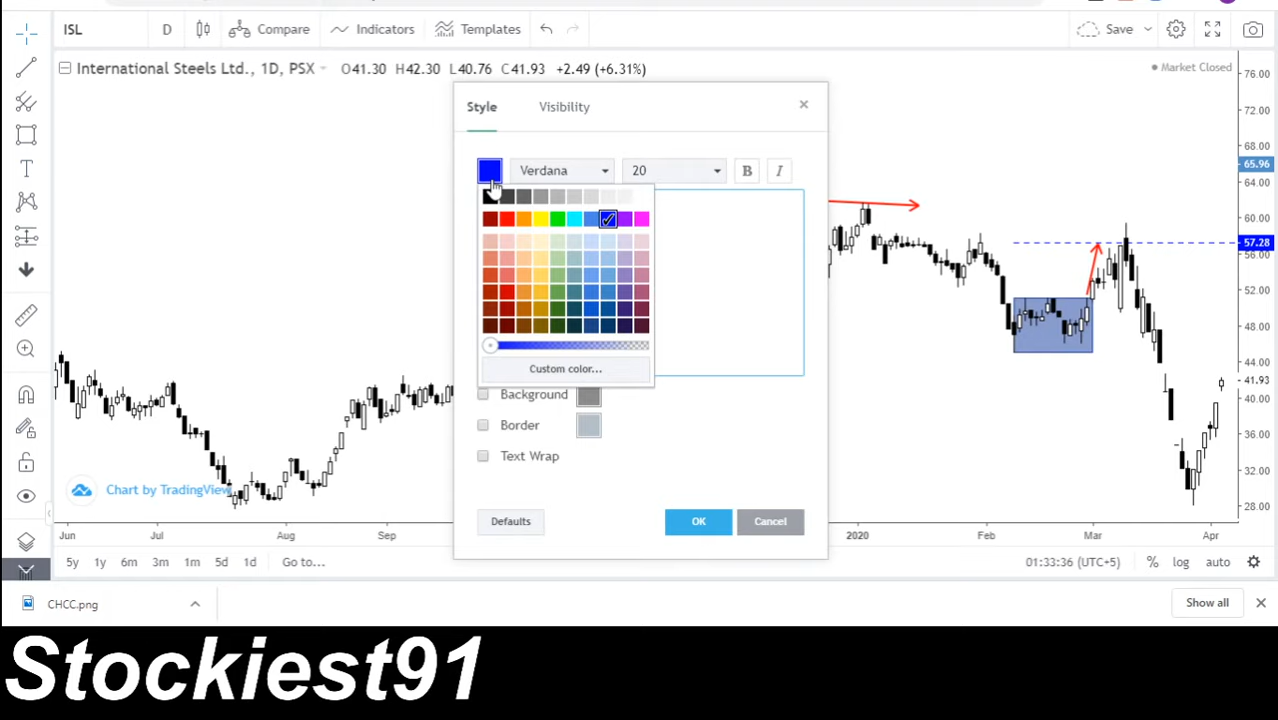 ISL D Compare Indicators Templates Save
International Steels Ltd., 1D, PSX O41.30 H42.30 L40.76 C41.93 +2.49 (+6.31%)
Market Closed
76.00
72.00
68.00
65.96
64.00
60.00
57.28
56.00
52.00
48.00
44.00
41.93
40.00
36.00
32.00
28.00
Style Visibility
Verdana 20 B I
Custom color...
Background
Border
Text Wrap
Defaults OK Cancel
Chart by TradingView
Jun Jul Aug Sep 2020 Feb Mar Apr
5y 1y 6m 3m 1m 5d 1d Go to... 01:33:36 (UTC+5) % log auto
CHCC.png Show all
Stockiest91